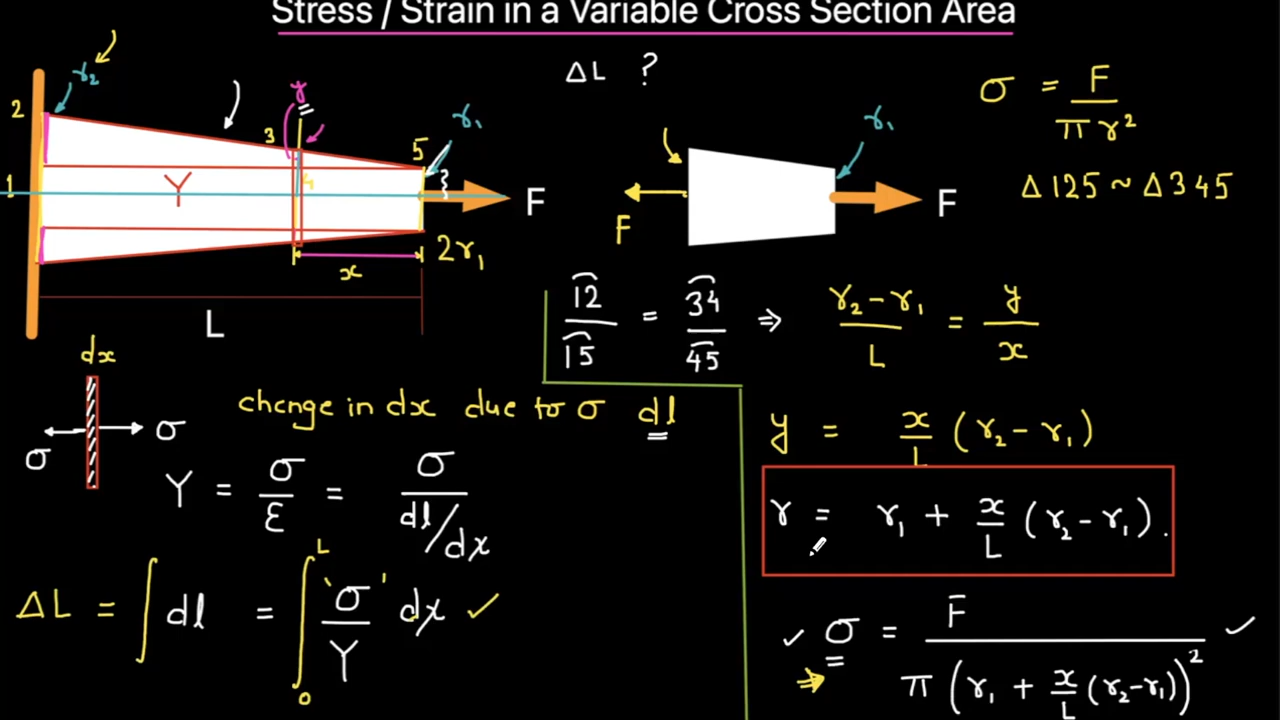 Stress / Strain in a Variable Cross Section Area
r₂
2
1
Y
3
r
4
5
r₁
F
x
2r₁
L
ΔL ?
r₁
F
F
σ = F / πr²
Δ125 ~ Δ345
12/15 = 34/45 ⇒ (r₂ − r₁)/L = y/x
dx
σ
σ
change in dx due to σ dl
Y = σ/ε = σ/(dl/dx)
ΔL = ∫ dl = ∫₀ᴸ 'σ'/Y dx ✓
y = x/L (r₂ − r₁)
r = r₁ + x/L (r₂ − r₁).
✓ σ = F / π(r₁ + x/L (r₂−r₁))² ✓
⇒